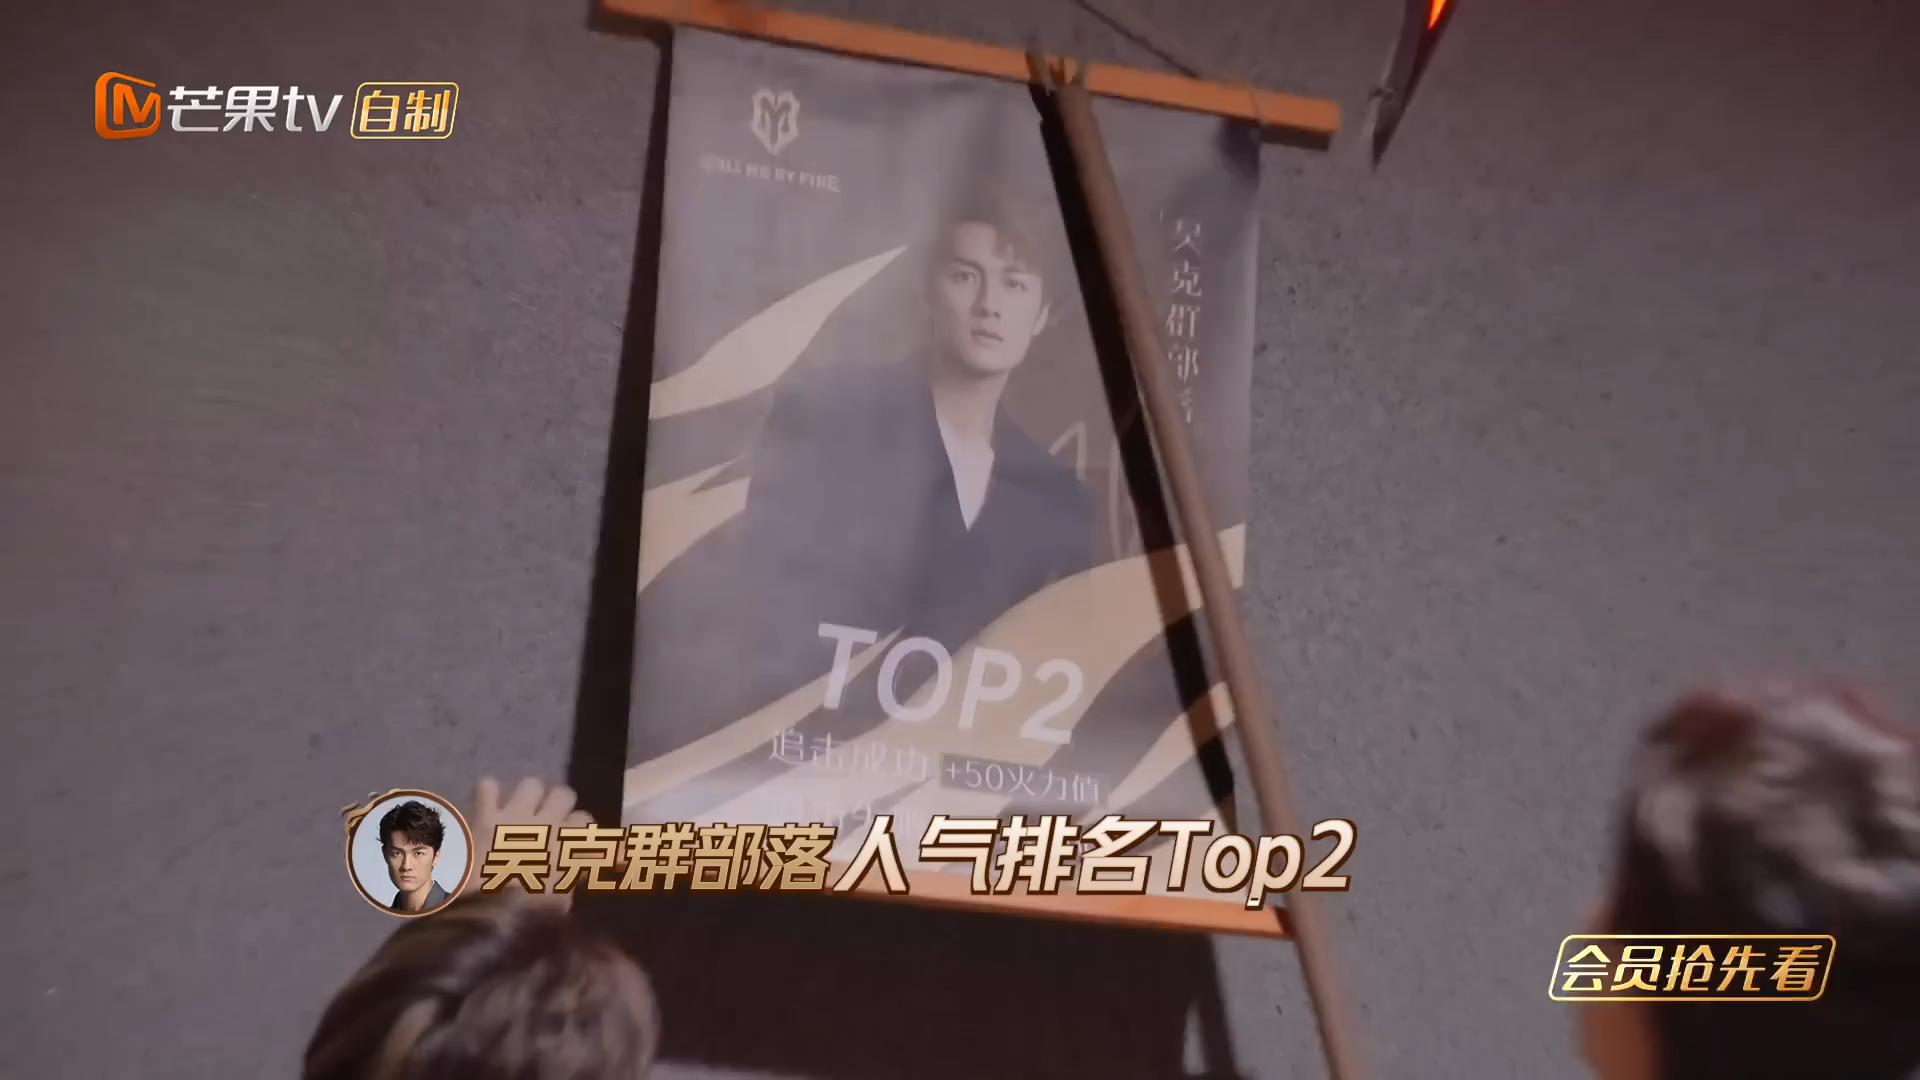 芒果tv 自制
CALL ME BY FIRE
吴克群部落
TOP2
追击成功 +50火力值
吴克群部落人气排名Top2
会员抢先看